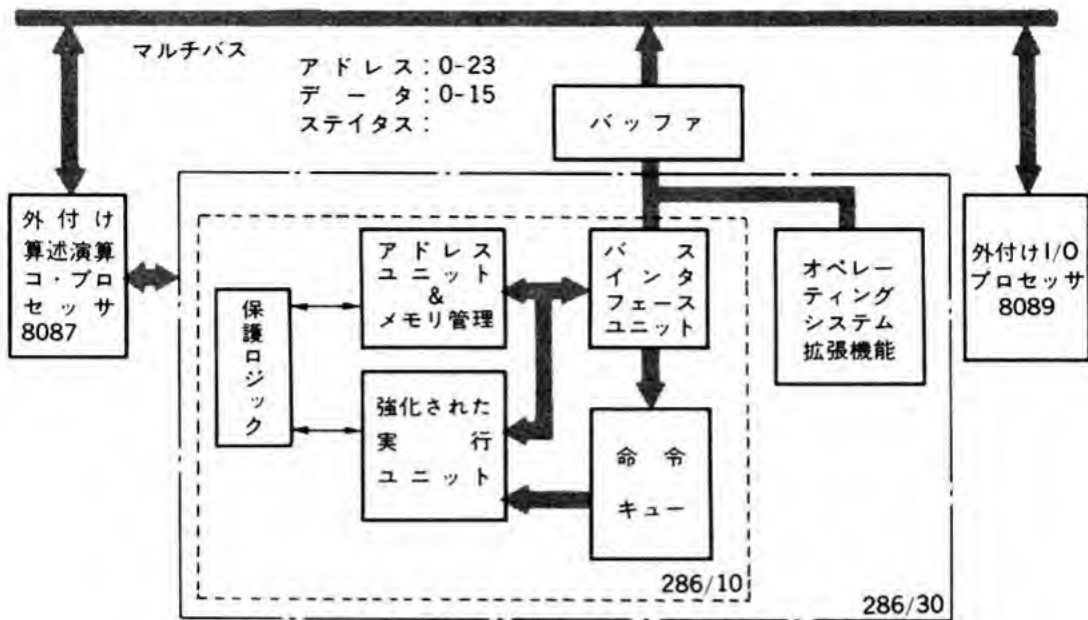 マルチバス
アドレス：0-23
データ：0-15
ステイタス：
バッファ
外付け
算述演算
コ・プロ
セッサ
8087
アドレス
ユニット
&
メモリ管理
バス
インタ
フェース
ユニット
オペレー
ティング
システム
拡張機能
外付けI/O
プロセッサ
8089
保護ロジック
強化された
実行
ユニット
命令
キュー
286/10
286/30